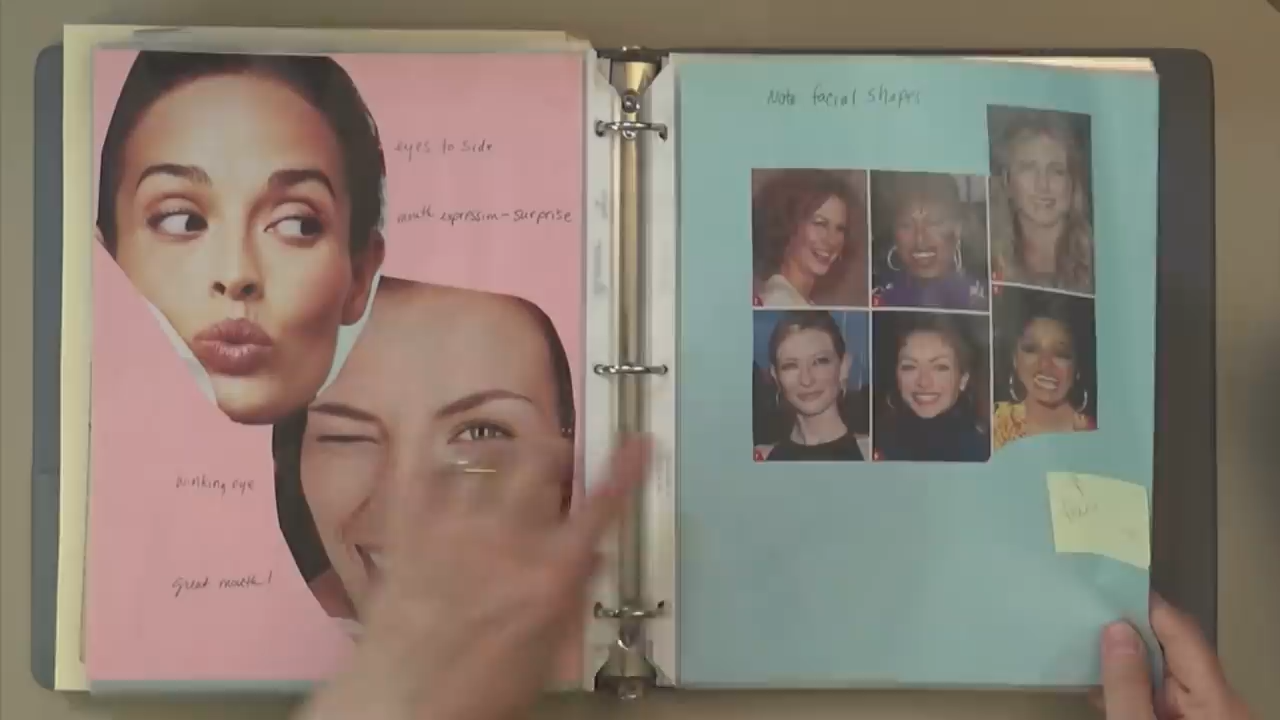 eyes to side
mouth expression - surprise
winking eye
great mouth!
Note facial shapes